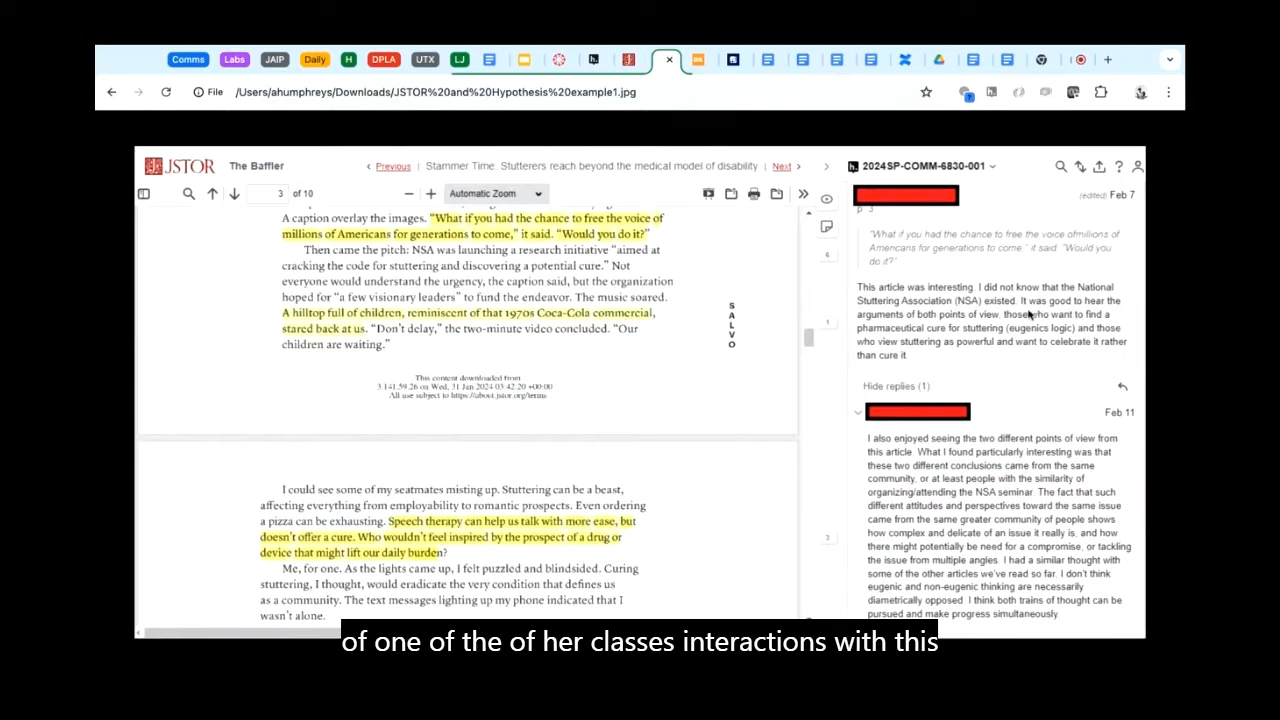 Comms Labs JAIP Daily H DPLA UTX LJ
File /Users/ahumphreys/Downloads/JSTOR%20and%20Hypothesis%20example1.jpg
JSTOR The Baffler Previous Stammer Time. Stutterers reach beyond the medical model of disability Next
3 of 10 Automatic Zoom
A caption overlay the images. “What if you had the chance to free the voice of
millions of Americans for generations to come,” it said. “Would you do it?”
Then came the pitch: NSA was launching a research initiative “aimed at
cracking the code for stuttering and discovering a potential cure.” Not
everyone would understand the urgency, the caption said, but the organization
hoped for “a few visionary leaders” to fund the endeavor. The music soared.
A hilltop full of children, reminiscent of that 1970s Coca-Cola commercial,
stared back at us. “Don’t delay,” the two-minute video concluded. “Our
children are waiting.”
SALVO
This content downloaded from
3.141.59.26 on Wed, 31 Jan 2024 03:42:20 +00:00
All use subject to https://about.jstor.org/terms
I could see some of my seatmates misting up. Stuttering can be a beast,
affecting everything from employability to romantic prospects. Even ordering
a pizza can be exhausting. Speech therapy can help us talk with more ease, but
doesn’t offer a cure. Who wouldn’t feel inspired by the prospect of a drug or
device that might lift our daily burden?
Me, for one. As the lights came up, I felt puzzled and blindsided. Curing
stuttering, I thought, would eradicate the very condition that defines us
as a community. The text messages lighting up my phone indicated that I
wasn’t alone.
6
1
3
2024SP-COMM-6830-001
(edited) Feb 7
p. 3
"What if you had the chance to free the voice ofmillions of
Americans for generations to come," it said. "Would you
do it?"
This article was interesting. I did not know that the National
Stuttering Association (NSA) existed. It was good to hear the
arguments of both points of view, those who want to find a
pharmaceutical cure for stuttering (eugenics logic) and those
who view stuttering as powerful and want to celebrate it rather
than cure it.
Hide replies (1)
Feb 11
I also enjoyed seeing the two different points of view from
this article. What I found particularly interesting was that
these two different conclusions came from the same
community, or at least people with the similarity of
organizing/attending the NSA seminar. The fact that such
different attitudes and perspectives toward the same issue
came from the same greater community of people shows
how complex and delicate of an issue it really is, and how
there might potentially be need for a compromise, or tackling
the issue from multiple angles. I had a similar thought with
some of the other articles we've read so far. I don't think
eugenic and non-eugenic thinking are necessarily
diametrically opposed. I think both trains of thought can be
pursued and make progress simultaneously.
of one of the of her classes interactions with this